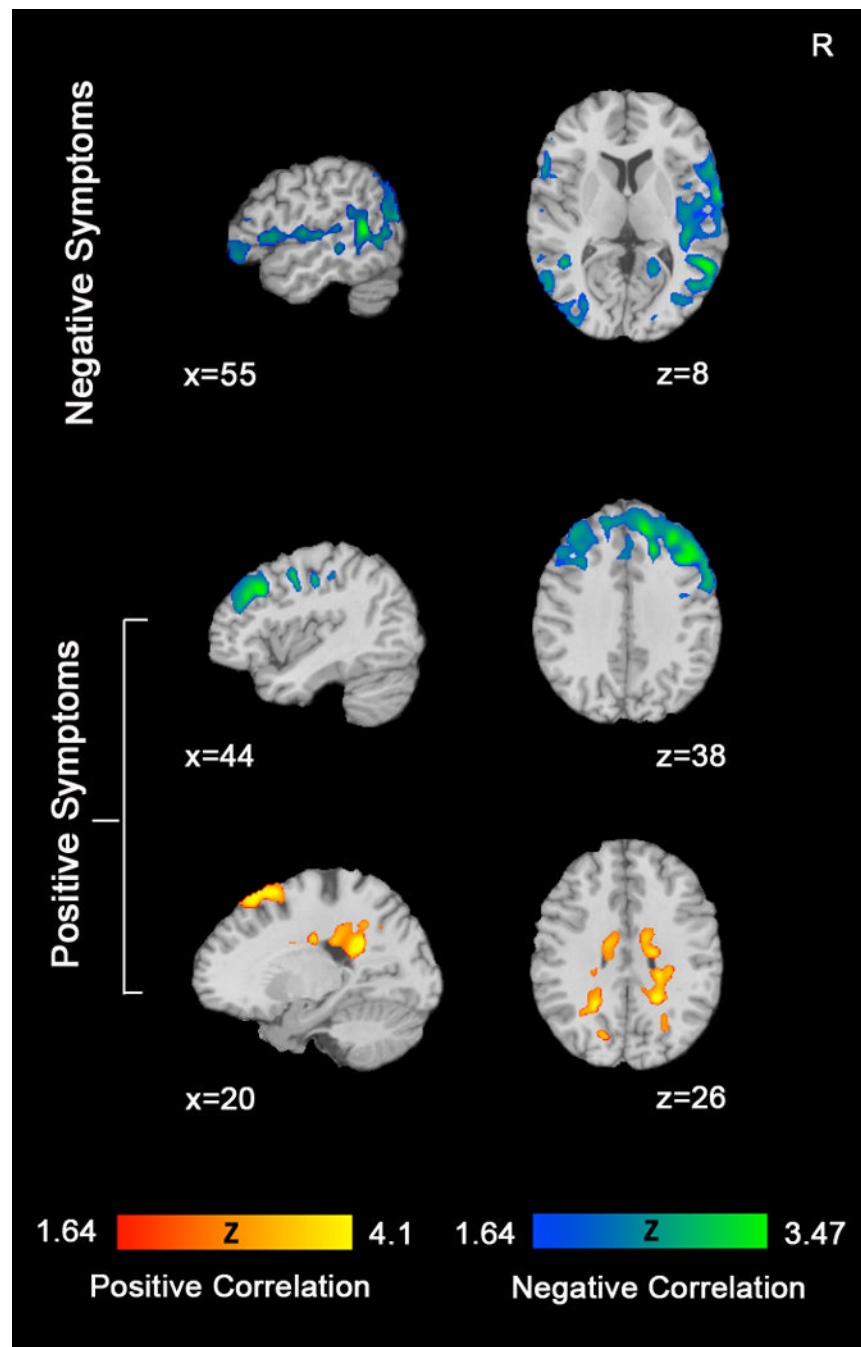 R
Negative Symptoms
x=55
z=8
Positive Symptoms
x=44
z=38
x=20
z=26
1.64 Z 4.1
Positive Correlation
1.64 Z 3.47
Negative Correlation